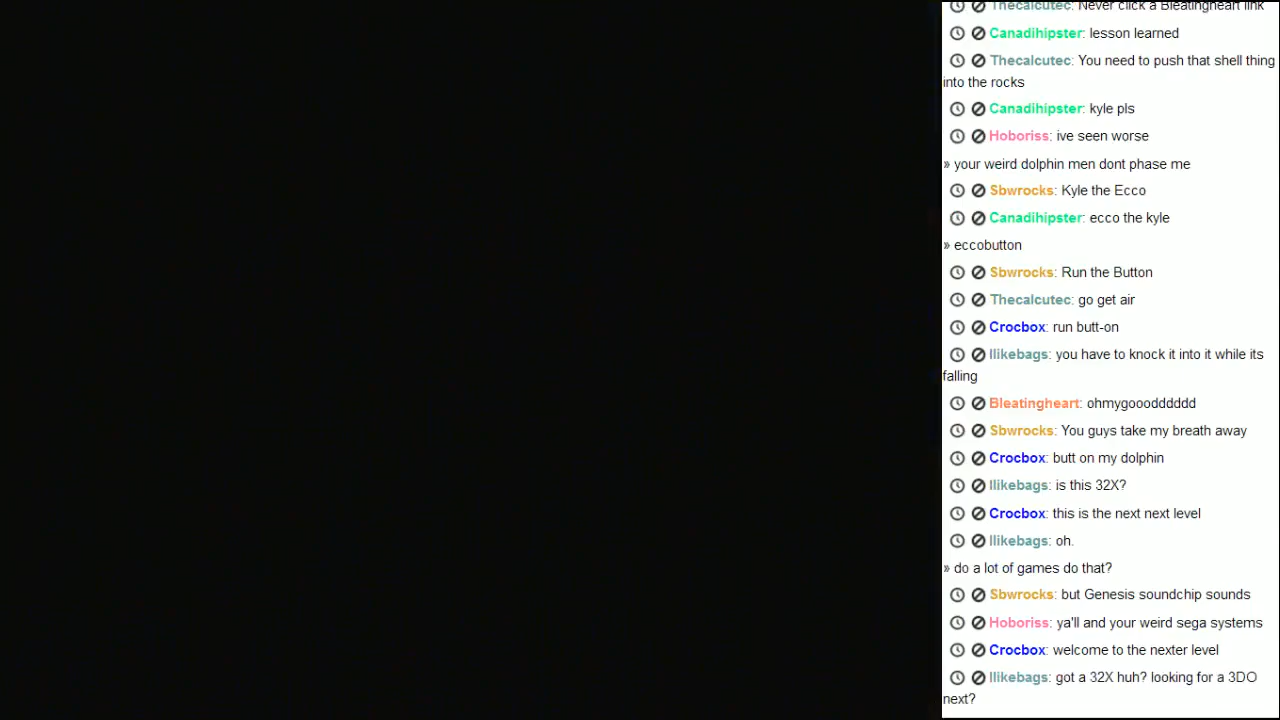 Thecalcutec: Never click a Bleatingheart link
Canadihipster: lesson learned
Thecalcutec: You need to push that shell thing
into the rocks
Canadihipster: kyle pls
Hoboriss: ive seen worse
» your weird dolphin men dont phase me
Sbwrocks: Kyle the Ecco
Canadihipster: ecco the kyle
» eccobutton
Sbwrocks: Run the Button
Thecalcutec: go get air
Crocbox: run butt-on
Ilikebags: you have to knock it into it while its
falling
Bleatingheart: ohmygooodddddd
Sbwrocks: You guys take my breath away
Crocbox: butt on my dolphin
Ilikebags: is this 32X?
Crocbox: this is the next next level
Ilikebags: oh.
» do a lot of games do that?
Sbwrocks: but Genesis soundchip sounds
Hoboriss: ya'll and your weird sega systems
Crocbox: welcome to the nexter level
Ilikebags: got a 32X huh? looking for a 3DO
next?